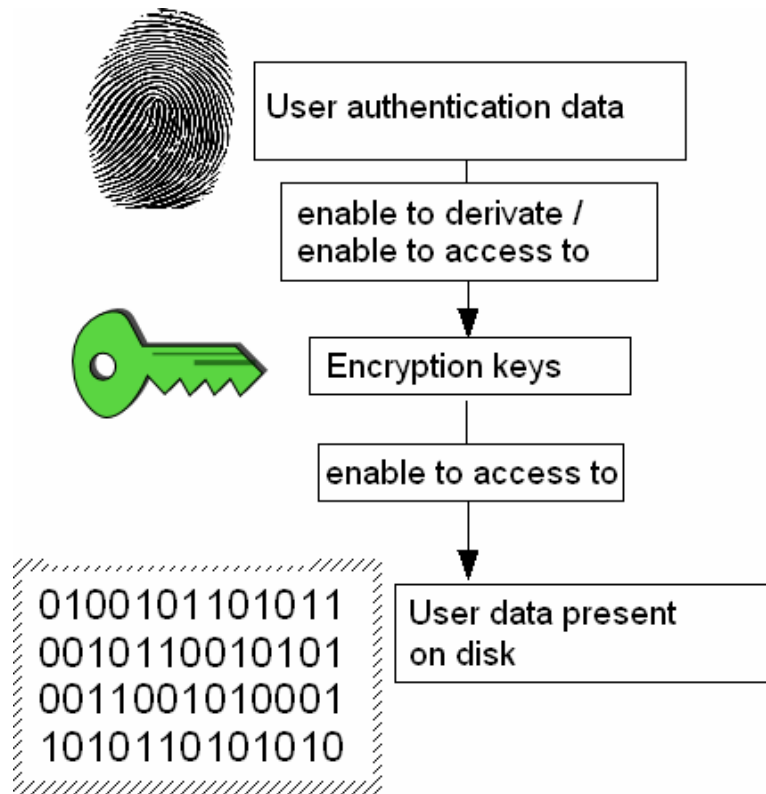 User authentication data
enable to derivate /
enable to access to
Encryption keys
enable to access to
0100101101011
0010110010101
0011001010001
1010110101010
User data present
on disk